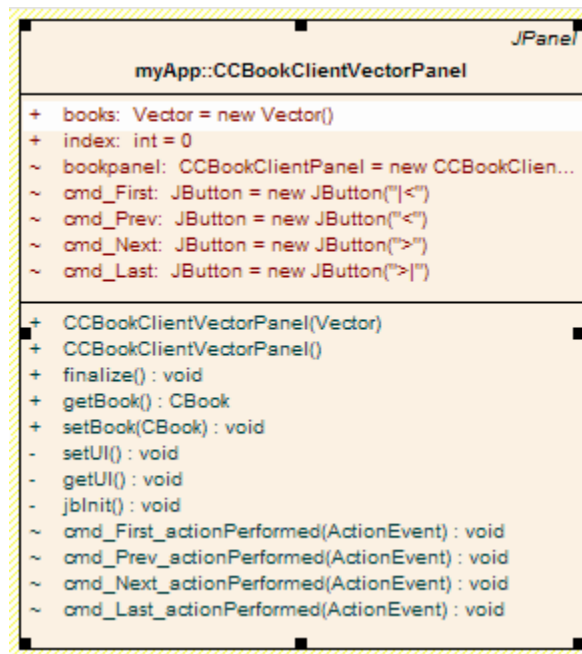 JPanel
myApp::CCBookClientVectorPanel
+ books: Vector = new Vector()
+ index: int = 0
~ bookpanel: CCBookClientPanel = new CCBookClien...
~ cmd_First: JButton = new JButton("|<")
~ cmd_Prev: JButton = new JButton("<")
~ cmd_Next: JButton = new JButton(">")
~ cmd_Last: JButton = new JButton(">|")
+ CCBookClientVectorPanel(Vector)
+ CCBookClientVectorPanel()
+ finalize() : void
+ getBook() : CBook
+ setBook(CBook) : void
- setUI() : void
- getUI() : void
- jbInit() : void
~ cmd_First_actionPerformed(ActionEvent) : void
~ cmd_Prev_actionPerformed(ActionEvent) : void
~ cmd_Next_actionPerformed(ActionEvent) : void
~ cmd_Last_actionPerformed(ActionEvent) : void